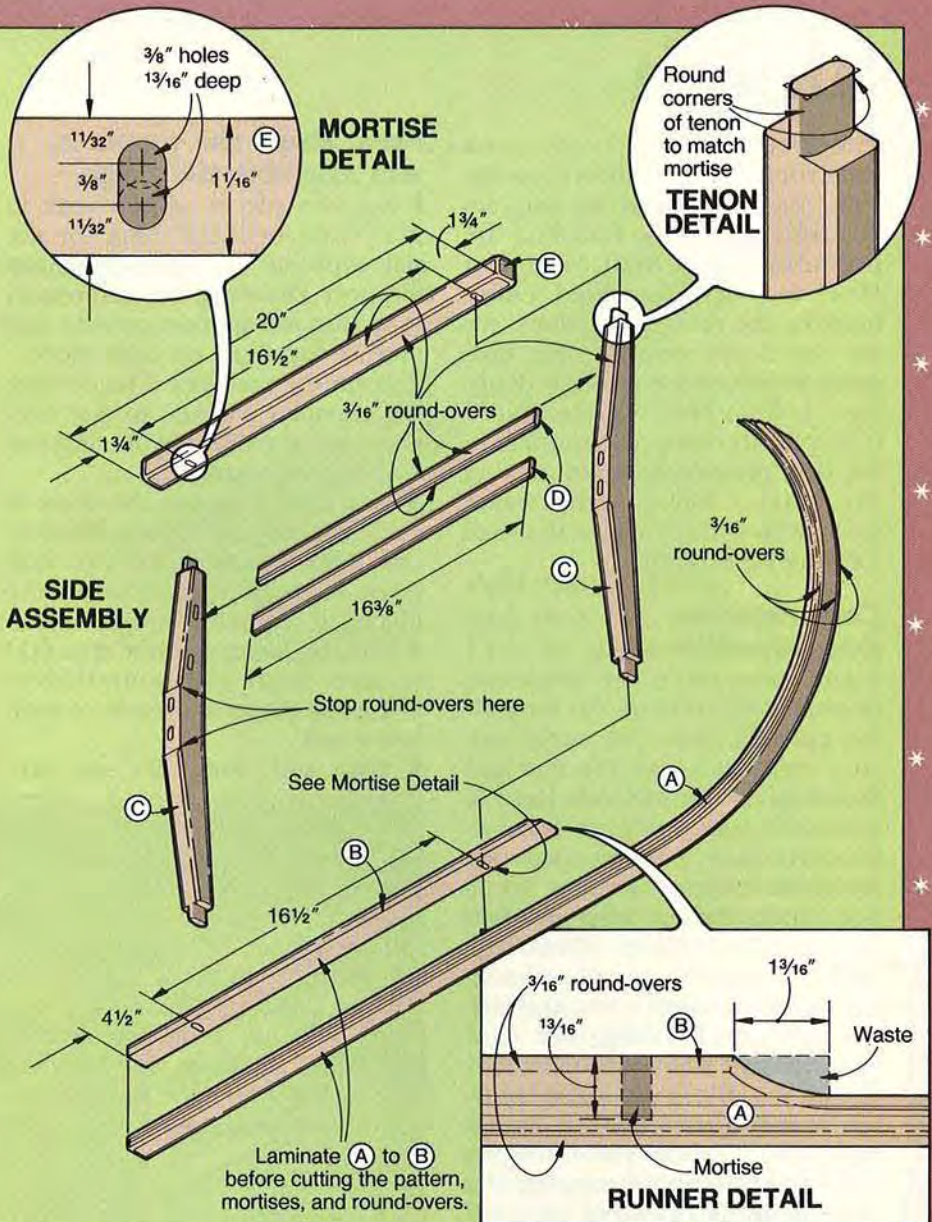 3/8" holes
13/16" deep
11/32"
3/8"
11/32"
E
1 1/16"
MORTISE
DETAIL
Round
corners
of tenon
to match
mortise
TENON
DETAIL
1 3/4"
E
20"
16 1/2"
1 3/4"
3/16" round-overs
D
3/16"
round-overs
C
SIDE
ASSEMBLY
16 3/8"
Stop round-overs here
See Mortise Detail
A
C
B
16 1/2"
4 1/2"
Laminate A to B
before cutting the pattern,
mortises, and round-overs.
3/16" round-overs
1 3/16"
13/16"
B
Waste
A
Mortise
RUNNER DETAIL